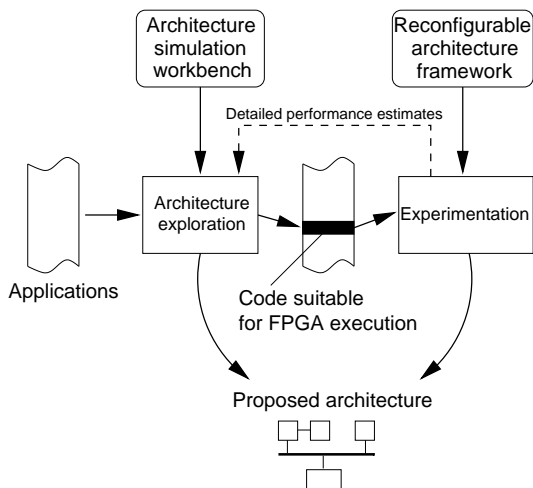 Architecture
simulation
workbench
Reconfigurable
architecture
framework
Detailed performance estimates
Architecture
exploration
Experimentation
Applications
Code suitable
for FPGA execution
Proposed architecture